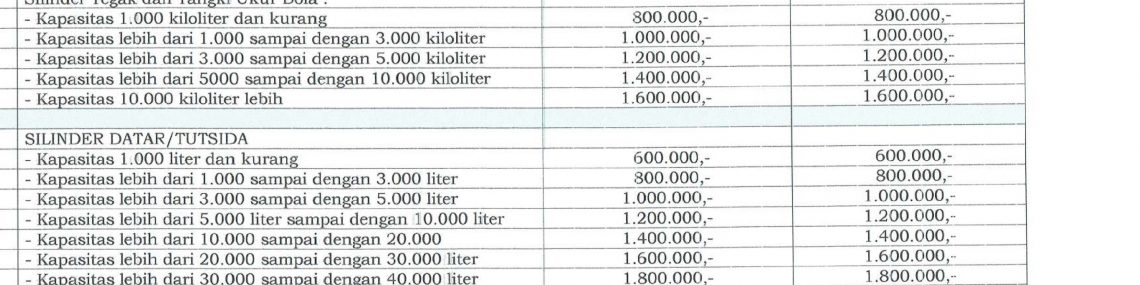 Silinder Tegak dan Tangki Ukur Bola :
- Kapasitas 1.000 kiloliter dan kurang 800.000,- 800.000,-
- Kapasitas lebih dari 1.000 sampai dengan 3.000 kiloliter 1.000.000,- 1.000.000,-
- Kapasitas lebih dari 3.000 sampai dengan 5.000 kiloliter 1.200.000,- 1.200.000,-
- Kapasitas lebih dari 5000 sampai dengan 10.000 kiloliter 1.400.000,- 1.400.000,-
- Kapasitas 10.000 kiloliter lebih 1.600.000,- 1.600.000,-
SILINDER DATAR/TUTSIDA
- Kapasitas 1.000 liter dan kurang 600.000,- 600.000,-
- Kapasitas lebih dari 1.000 sampai dengan 3.000 liter 800.000,- 800.000,-
- Kapasitas lebih dari 3.000 sampai dengan 5.000 liter 1.000.000,- 1.000.000,-
- Kapasitas lebih dari 5.000 liter sampai dengan 10.000 liter 1.200.000,- 1.200.000,-
- Kapasitas lebih dari 10.000 sampai dengan 20.000 1.400.000,- 1.400.000,-
- Kapasitas lebih dari 20.000 sampai dengan 30.000 liter 1.600.000,- 1.600.000,-
- Kapasitas lebih dari 30.000 sampai dengan 40.000 liter 1.800.000,- 1.800.000,-